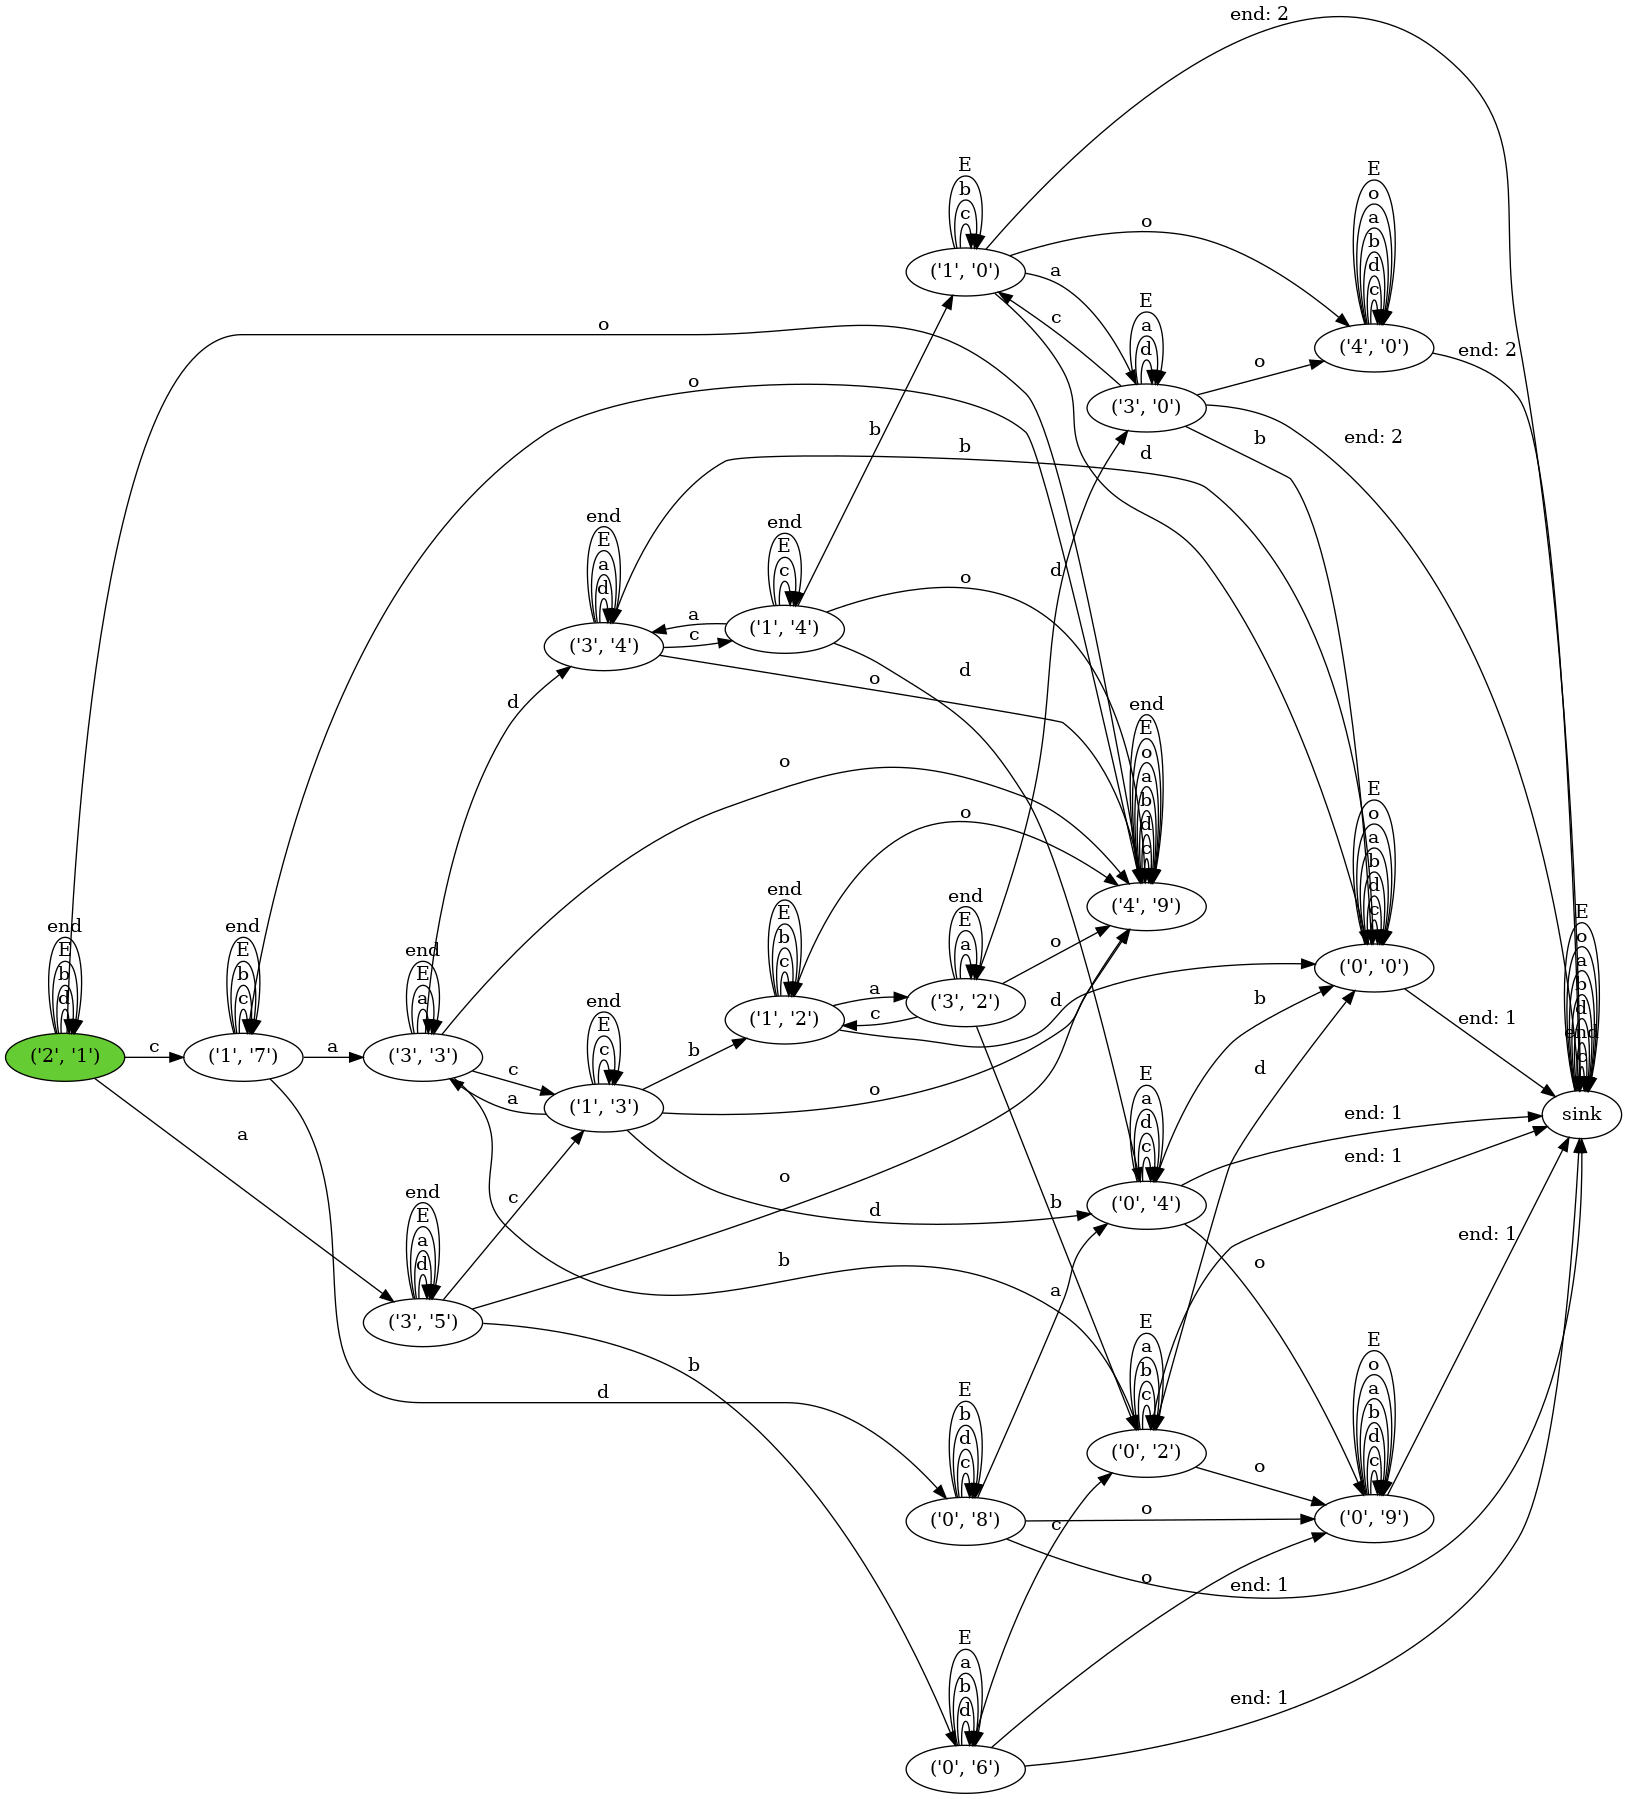 end: 2
E
b
c
('1', '0')
o
a
c
E
o
a
b
d
c
('4', '0')
end: 2
E
a
d
('3', '0')
o
end: 2
o
o
b
b
d
b
end
E
a
d
('3', '4')
end
E
c
('1', '4')
a
c
o
d
o
d
d
end
E
o
a
b
d
c
('4', '9')
o
E
o
a
b
d
c
('0', '0')
o
end
E
b
c
('1', '2')
end
E
a
('3', '2')
a
c
o
d
b
end: 1
end
E
b
d
('2', '1')
c
end
E
b
c
('1', '7')
a
end
E
a
('3', '3')
c
a
end
E
c
('1', '3')
b
o
E
o
a
b
d
end
c
sink
a
E
a
d
c
('0', '4')
end: 1
end: 1
d
c
o
d
b
b
end
E
a
d
('3', '5')
end: 1
o
a
b
d
E
a
b
c
('0', '2')
o
E
o
a
b
d
c
('0', '9')
E
b
d
c
('0', '8')
o
c
o
end: 1
E
a
b
d
('0', '6')
end: 1